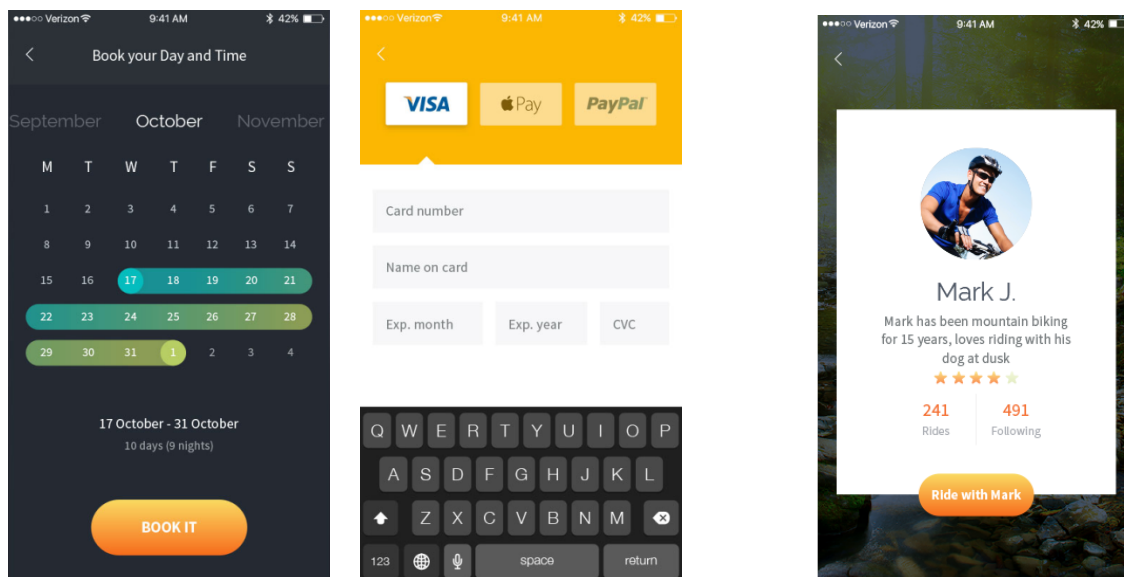 ●●●○○ Verizon 9:41 AM 42%
Book your Day and Time
September October November
M T W T F S S
1 2 3 4 5 6 7
8 9 10 11 12 13 14
15 16 17 18 19 20 21
22 23 24 25 26 27 28
29 30 31 1 2 3 4
17 October - 31 October
10 days (9 nights)
BOOK IT
●●●○○ Verizon 9:41 AM 42%
VISA Pay PayPal
Card number
Name on card
Exp. month Exp. year CVC
Q W E R T Y U I O P
A S D F G H J K L
Z X C V B N M
123 space return
●●●○○ Verizon 9:41 AM 42%
Mark J.
Mark has been mountain biking
for 15 years, loves riding with his
dog at dusk
241 491
Rides Following
Ride with Mark